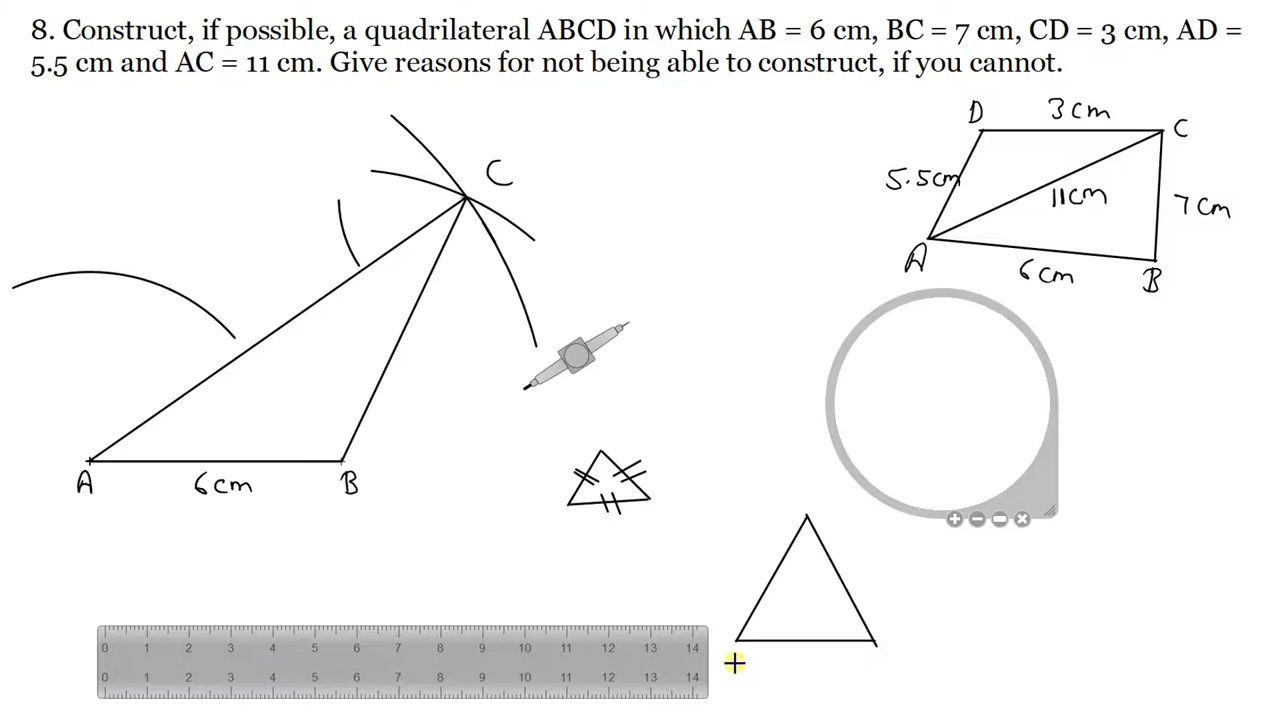 8. Construct, if possible, a quadrilateral ABCD in which AB = 6 cm, BC = 7 cm, CD = 3 cm, AD =
5.5 cm and AC = 11 cm. Give reasons for not being able to construct, if you cannot.
D 3cm C
5.5cm 11cm 7cm
A 6cm B
C
A 6cm B
0 1 2 3 4 5 6 7 8 9 10 11 12 13 14
0 1 2 3 4 5 6 7 8 9 10 11 12 13 14